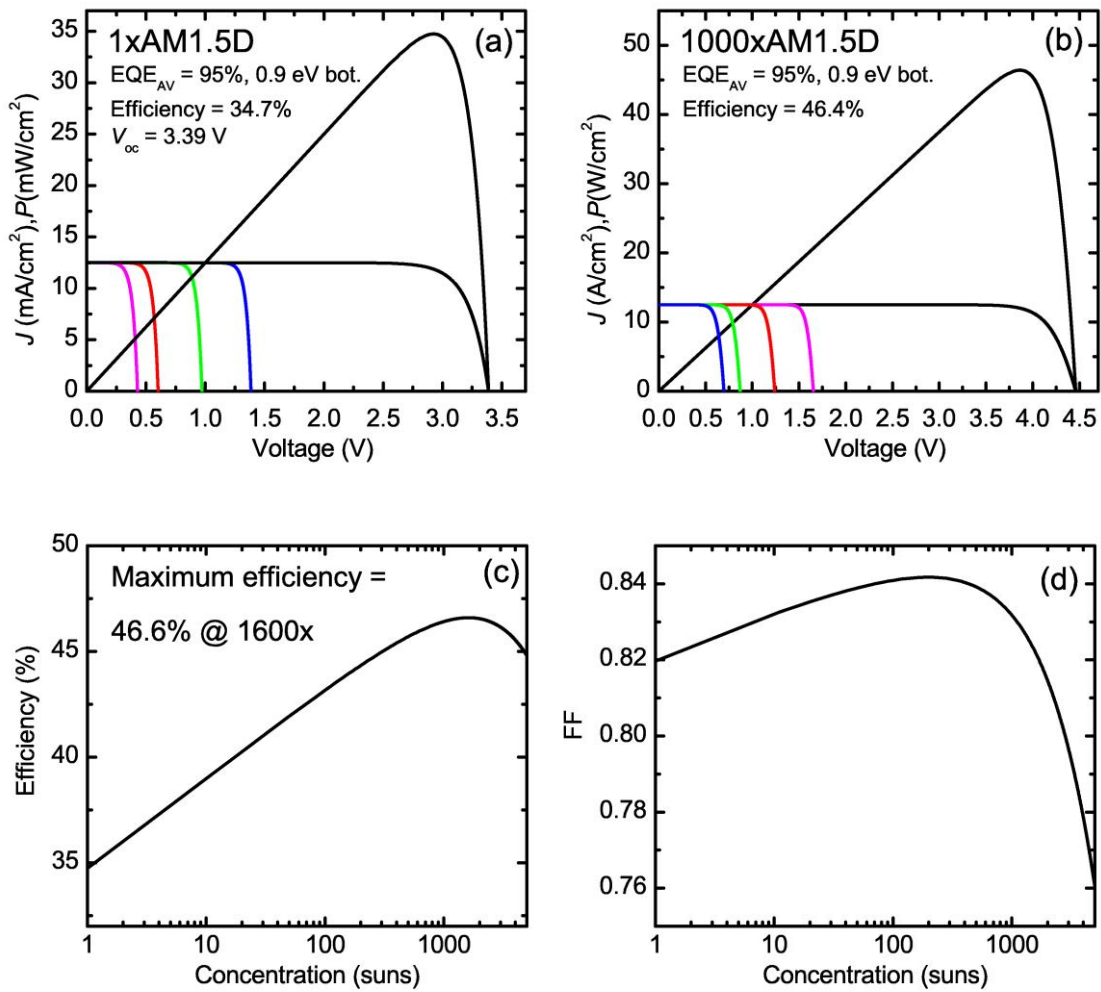 1xAM1.5D
(a)
EQE_AV = 95%, 0.9 eV bot.
Efficiency = 34.7%
V_oc = 3.39 V
J (mA/cm²),P(mW/cm²)
35
30
25
20
15
10
5
0
0.0 0.5 1.0 1.5 2.0 2.5 3.0 3.5
Voltage (V)
1000xAM1.5D
(b)
EQE_AV = 95%, 0.9 eV bot.
Efficiency = 46.4%
J (A/cm²),P(W/cm²)
50
40
30
20
10
0
0.0 0.5 1.0 1.5 2.0 2.5 3.0 3.5 4.0 4.5
Voltage (V)
Maximum efficiency =
46.6% @ 1600x
(c)
Efficiency (%)
50
45
40
35
1 10 100 1000
Concentration (suns)
(d)
FF
0.84
0.82
0.80
0.78
0.76
1 10 100 1000
Concentration (suns)